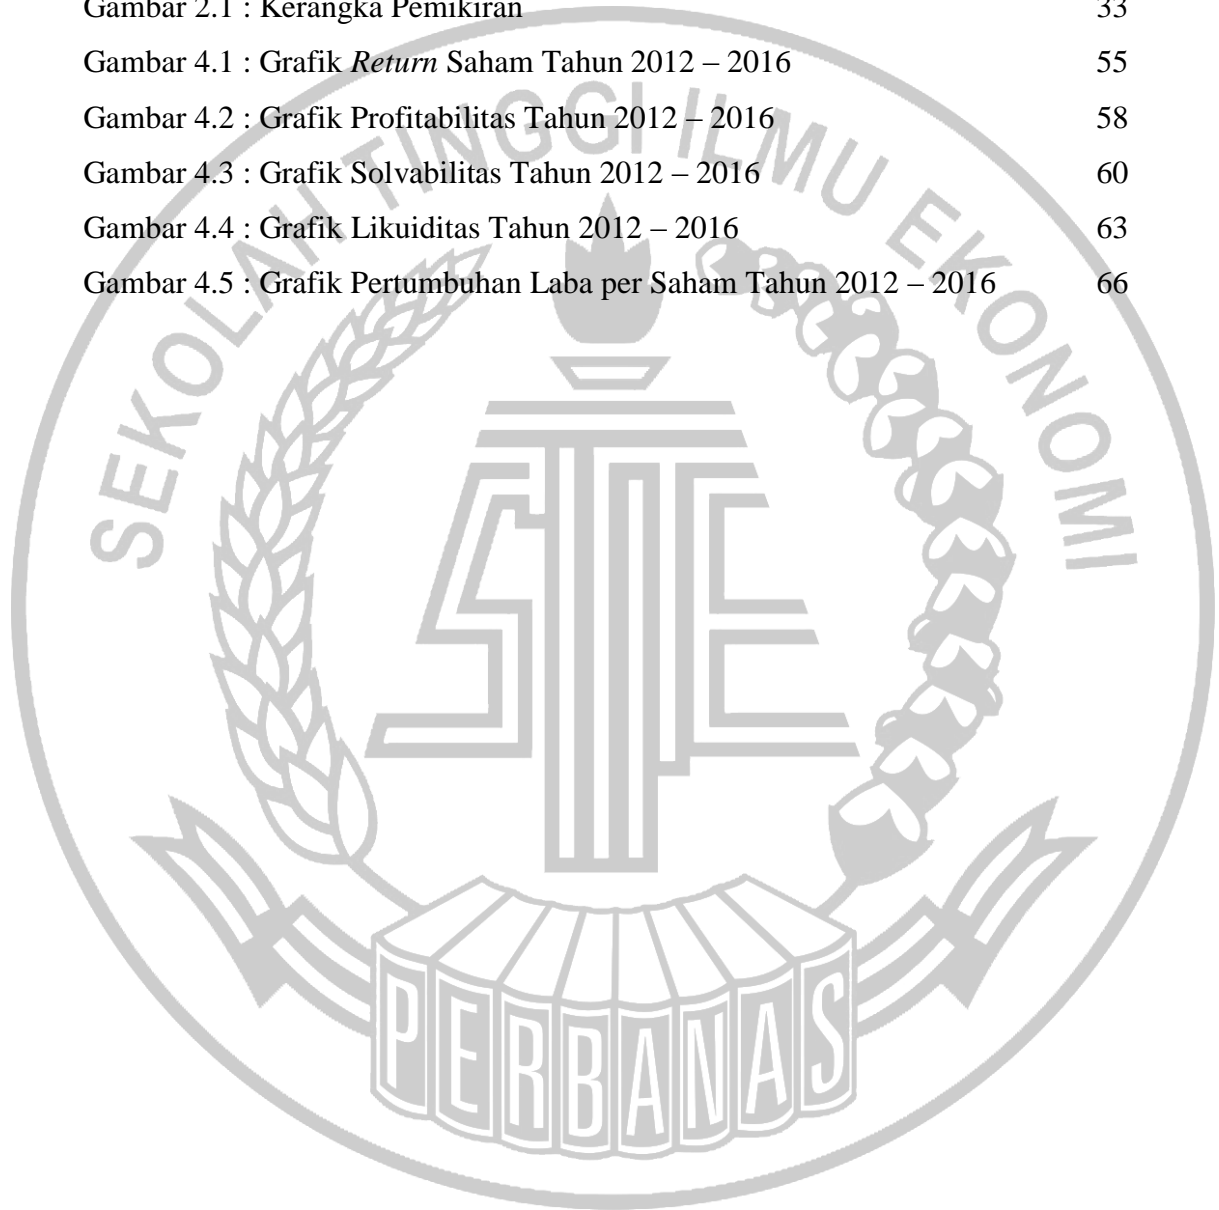 Gambar 2.1 : Kerangka Pemikiran 33
Gambar 4.1 : Grafik Return Saham Tahun 2012 – 2016 55
Gambar 4.2 : Grafik Profitabilitas Tahun 2012 – 2016 58
Gambar 4.3 : Grafik Solvabilitas Tahun 2012 – 2016 60
Gambar 4.4 : Grafik Likuiditas Tahun 2012 – 2016 63
Gambar 4.5 : Grafik Pertumbuhan Laba per Saham Tahun 2012 – 2016 66
SEKOLAH TINGGI ILMU EKONOMI
STIE
PERBANAS